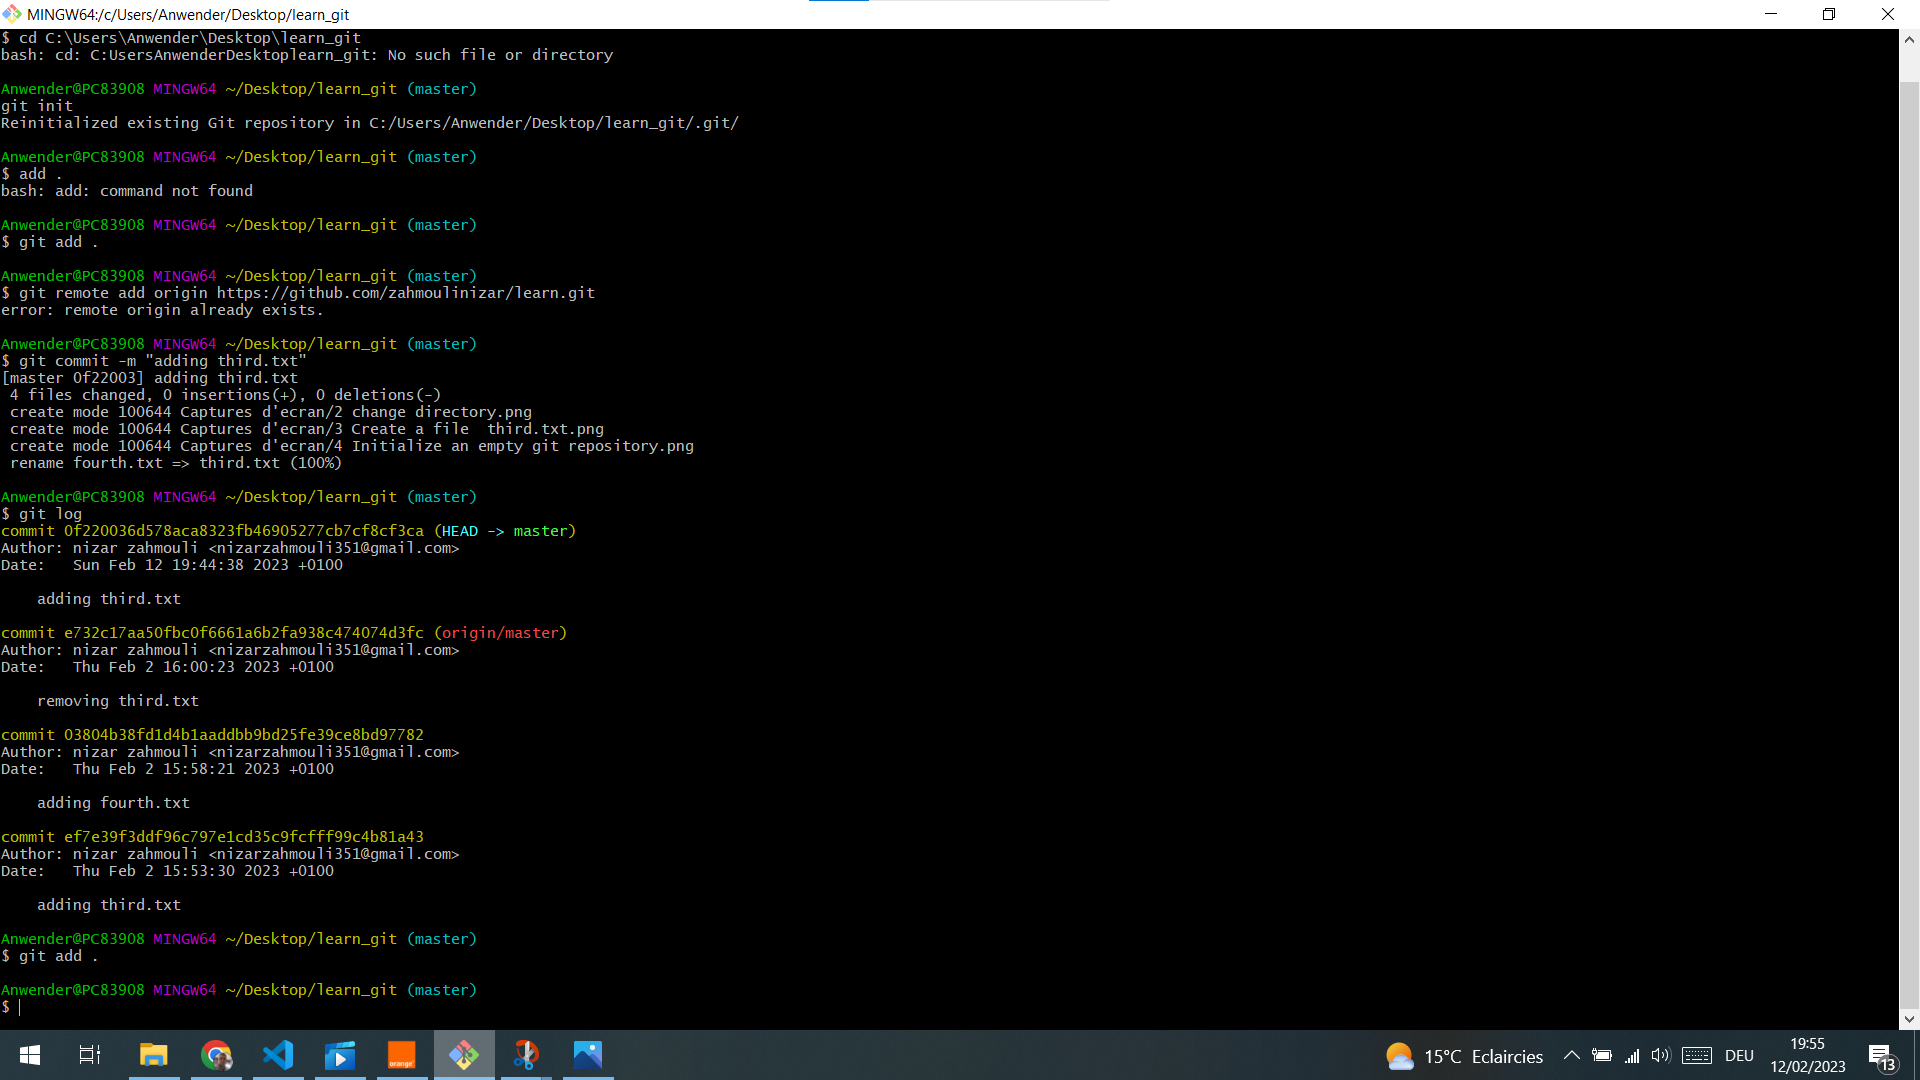 MINGW64:/c/Users/Anwender/Desktop/learn_git
$ cd C:\Users\Anwender\Desktop\learn_git
bash: cd: C:UsersAnwenderDesktoplearn_git: No such file or directory
Anwender@PC83908 MINGW64 ~/Desktop/learn_git (master)
git init
Reinitialized existing Git repository in C:/Users/Anwender/Desktop/learn_git/.git/
Anwender@PC83908 MINGW64 ~/Desktop/learn_git (master)
$ add .
bash: add: command not found
Anwender@PC83908 MINGW64 ~/Desktop/learn_git (master)
$ git add .
Anwender@PC83908 MINGW64 ~/Desktop/learn_git (master)
$ git remote add origin https://github.com/zahmoulinizar/learn.git
error: remote origin already exists.
Anwender@PC83908 MINGW64 ~/Desktop/learn_git (master)
$ git commit -m "adding third.txt"
[master 0f22003] adding third.txt
4 files changed, 0 insertions(+), 0 deletions(-)
create mode 100644 Captures d'ecran/2 change directory.png
create mode 100644 Captures d'ecran/3 Create a file  third.txt.png
create mode 100644 Captures d'ecran/4 Initialize an empty git repository.png
rename fourth.txt => third.txt (100%)
Anwender@PC83908 MINGW64 ~/Desktop/learn_git (master)
$ git log
commit 0f220036d578aca8323fb46905277cb7cf8cf3ca (HEAD -> master)
Author: nizar zahmouli <nizarzahmouli351@gmail.com>
Date:   Sun Feb 12 19:44:38 2023 +0100
adding third.txt
commit e732c17aa50fbc0f6661a6b2fa938c474074d3fc (origin/master)
Author: nizar zahmouli <nizarzahmouli351@gmail.com>
Date:   Thu Feb 2 16:00:23 2023 +0100
removing third.txt
commit 03804b38fd1d4b1aaddbb9bd25fe39ce8bd97782
Author: nizar zahmouli <nizarzahmouli351@gmail.com>
Date:   Thu Feb 2 15:58:21 2023 +0100
adding fourth.txt
commit ef7e39f3ddf96c797e1cd35c9fcfff99c4b81a43
Author: nizar zahmouli <nizarzahmouli351@gmail.com>
Date:   Thu Feb 2 15:53:30 2023 +0100
adding third.txt
Anwender@PC83908 MINGW64 ~/Desktop/learn_git (master)
$ git add .
Anwender@PC83908 MINGW64 ~/Desktop/learn_git (master)
$
orange
15°C Eclaircies
DEU
19:55
12/02/2023
13